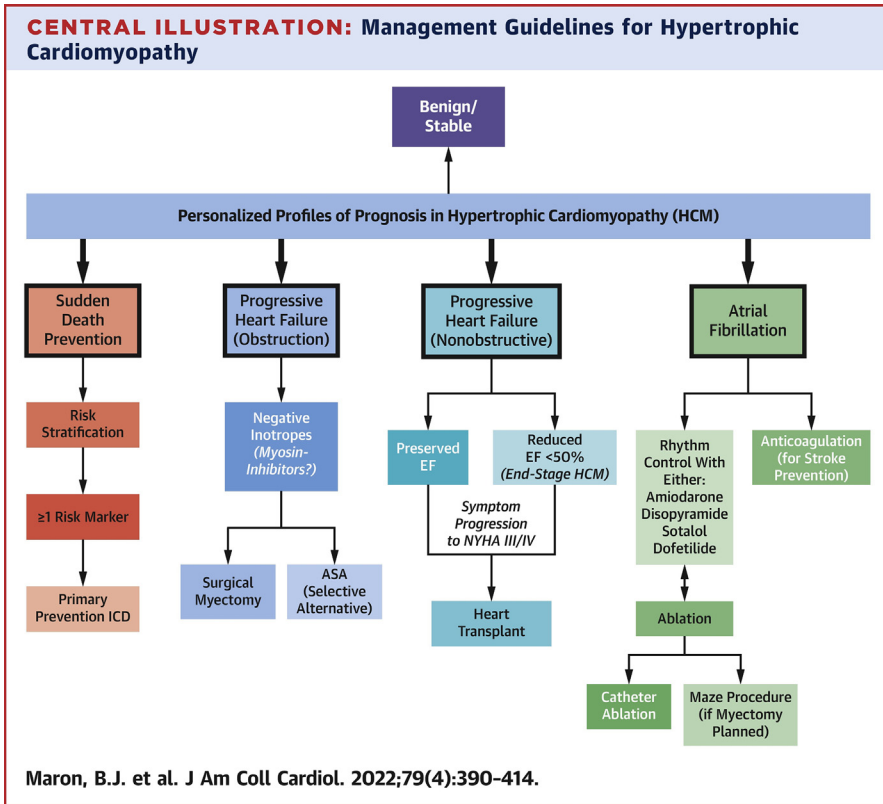 CENTRAL ILLUSTRATION: Management Guidelines for Hypertrophic
Cardiomyopathy
Benign/
Stable
Personalized Profiles of Prognosis in Hypertrophic Cardiomyopathy (HCM)
Sudden
Death
Prevention
Risk
Stratification
≥1 Risk Marker
Primary
Prevention ICD
Progressive
Heart Failure
(Obstruction)
Negative
Inotropes
(Myosin-
Inhibitors?)
Surgical
Myectomy
ASA
(Selective
Alternative)
Progressive
Heart Failure
(Nonobstructive)
Preserved
EF
Reduced
EF <50%
(End-Stage HCM)
Symptom
Progression
to NYHA III/IV
Heart
Transplant
Atrial
Fibrillation
Rhythm
Control With
Either:
Amiodarone
Disopyramide
Sotalol
Dofetilide
Anticoagulation
(for Stroke
Prevention)
Ablation
Catheter
Ablation
Maze Procedure
(if Myectomy
Planned)
Maron, B.J. et al. J Am Coll Cardiol. 2022;79(4):390–414.